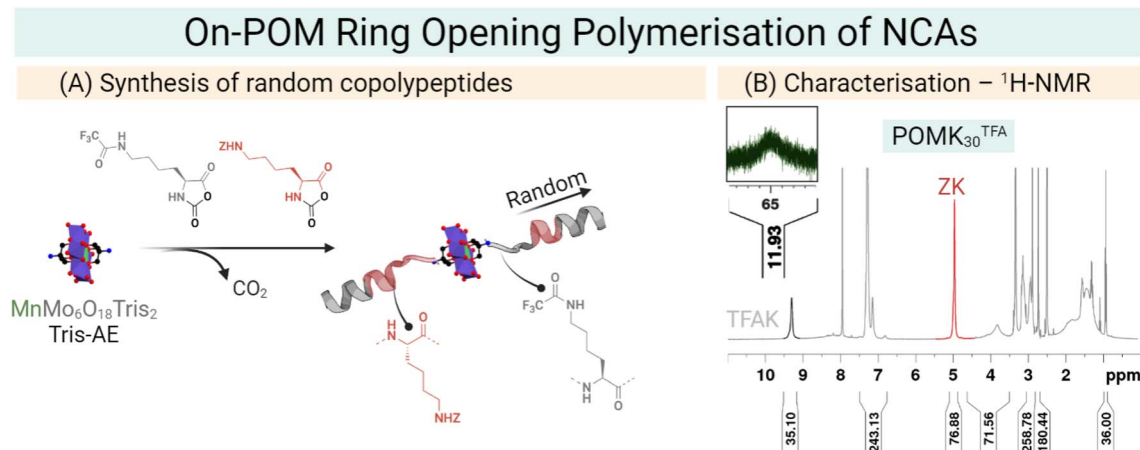 On-POM Ring Opening Polymerisation of NCAs
(A) Synthesis of random copolypeptides
(B) Characterisation – ¹H-NMR
F₃C
H
N
O
O
HN
O
O
ZHN
O
HN
O
O
CO₂
MnMo₆O₁₈Tris₂
Tris-AE
Random
H
N
O
NHZ
O
F₃C
NH
N
H
O
POMK₃₀ᵀᶠᴬ
65
11.93
ZK
TFAK
10 9 8 7 6 5 4 3 2 ppm
35.10
243.13
76.88
71.56
258.78
180.44
36.00